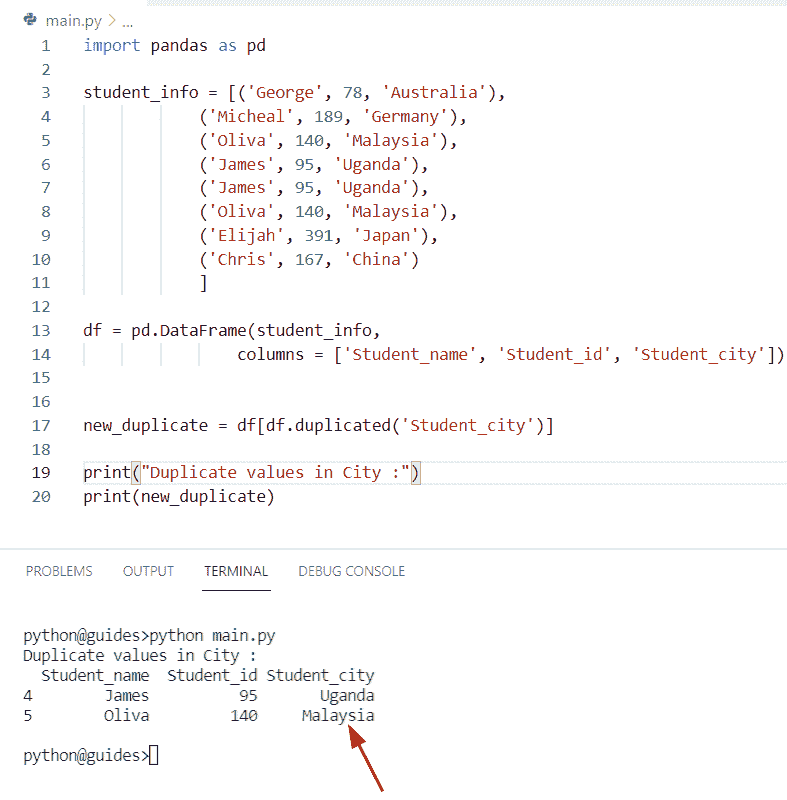 main.py > ...
1 import pandas as pd
2
3 student_info = [('George', 78, 'Australia'),
4 ('Micheal', 189, 'Germany'),
5 ('Oliva', 140, 'Malaysia'),
6 ('James', 95, 'Uganda'),
7 ('James', 95, 'Uganda'),
8 ('Oliva', 140, 'Malaysia'),
9 ('Elijah', 391, 'Japan'),
10 ('Chris', 167, 'China')
11 ]
12
13 df = pd.DataFrame(student_info,
14 columns = ['Student_name', 'Student_id', 'Student_city'])
15
16
17 new_duplicate = df[df.duplicated('Student_city')]
18
19 print("Duplicate values in City :")
20 print(new_duplicate)
PROBLEMS OUTPUT TERMINAL DEBUG CONSOLE
python@guides>python main.py
Duplicate values in City :
Student_name Student_id Student_city
4 James 95 Uganda
5 Oliva 140 Malaysia
python@guides>